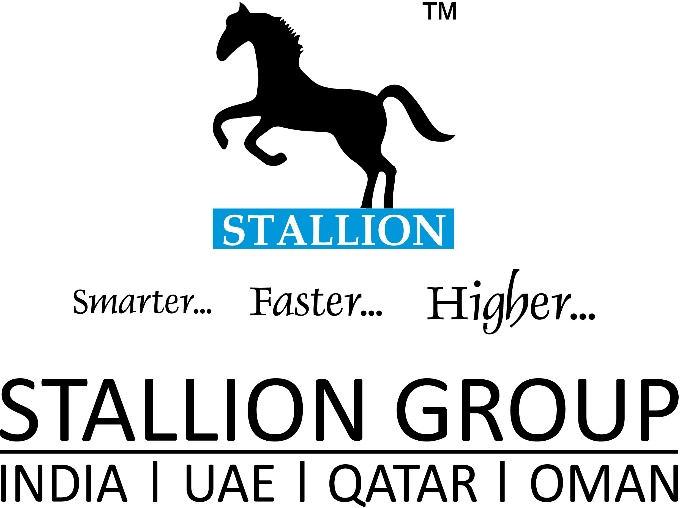 TM
STALLION
Smarter... Faster... Higher...
STALLION GROUP
INDIA | UAE | QATAR | OMAN